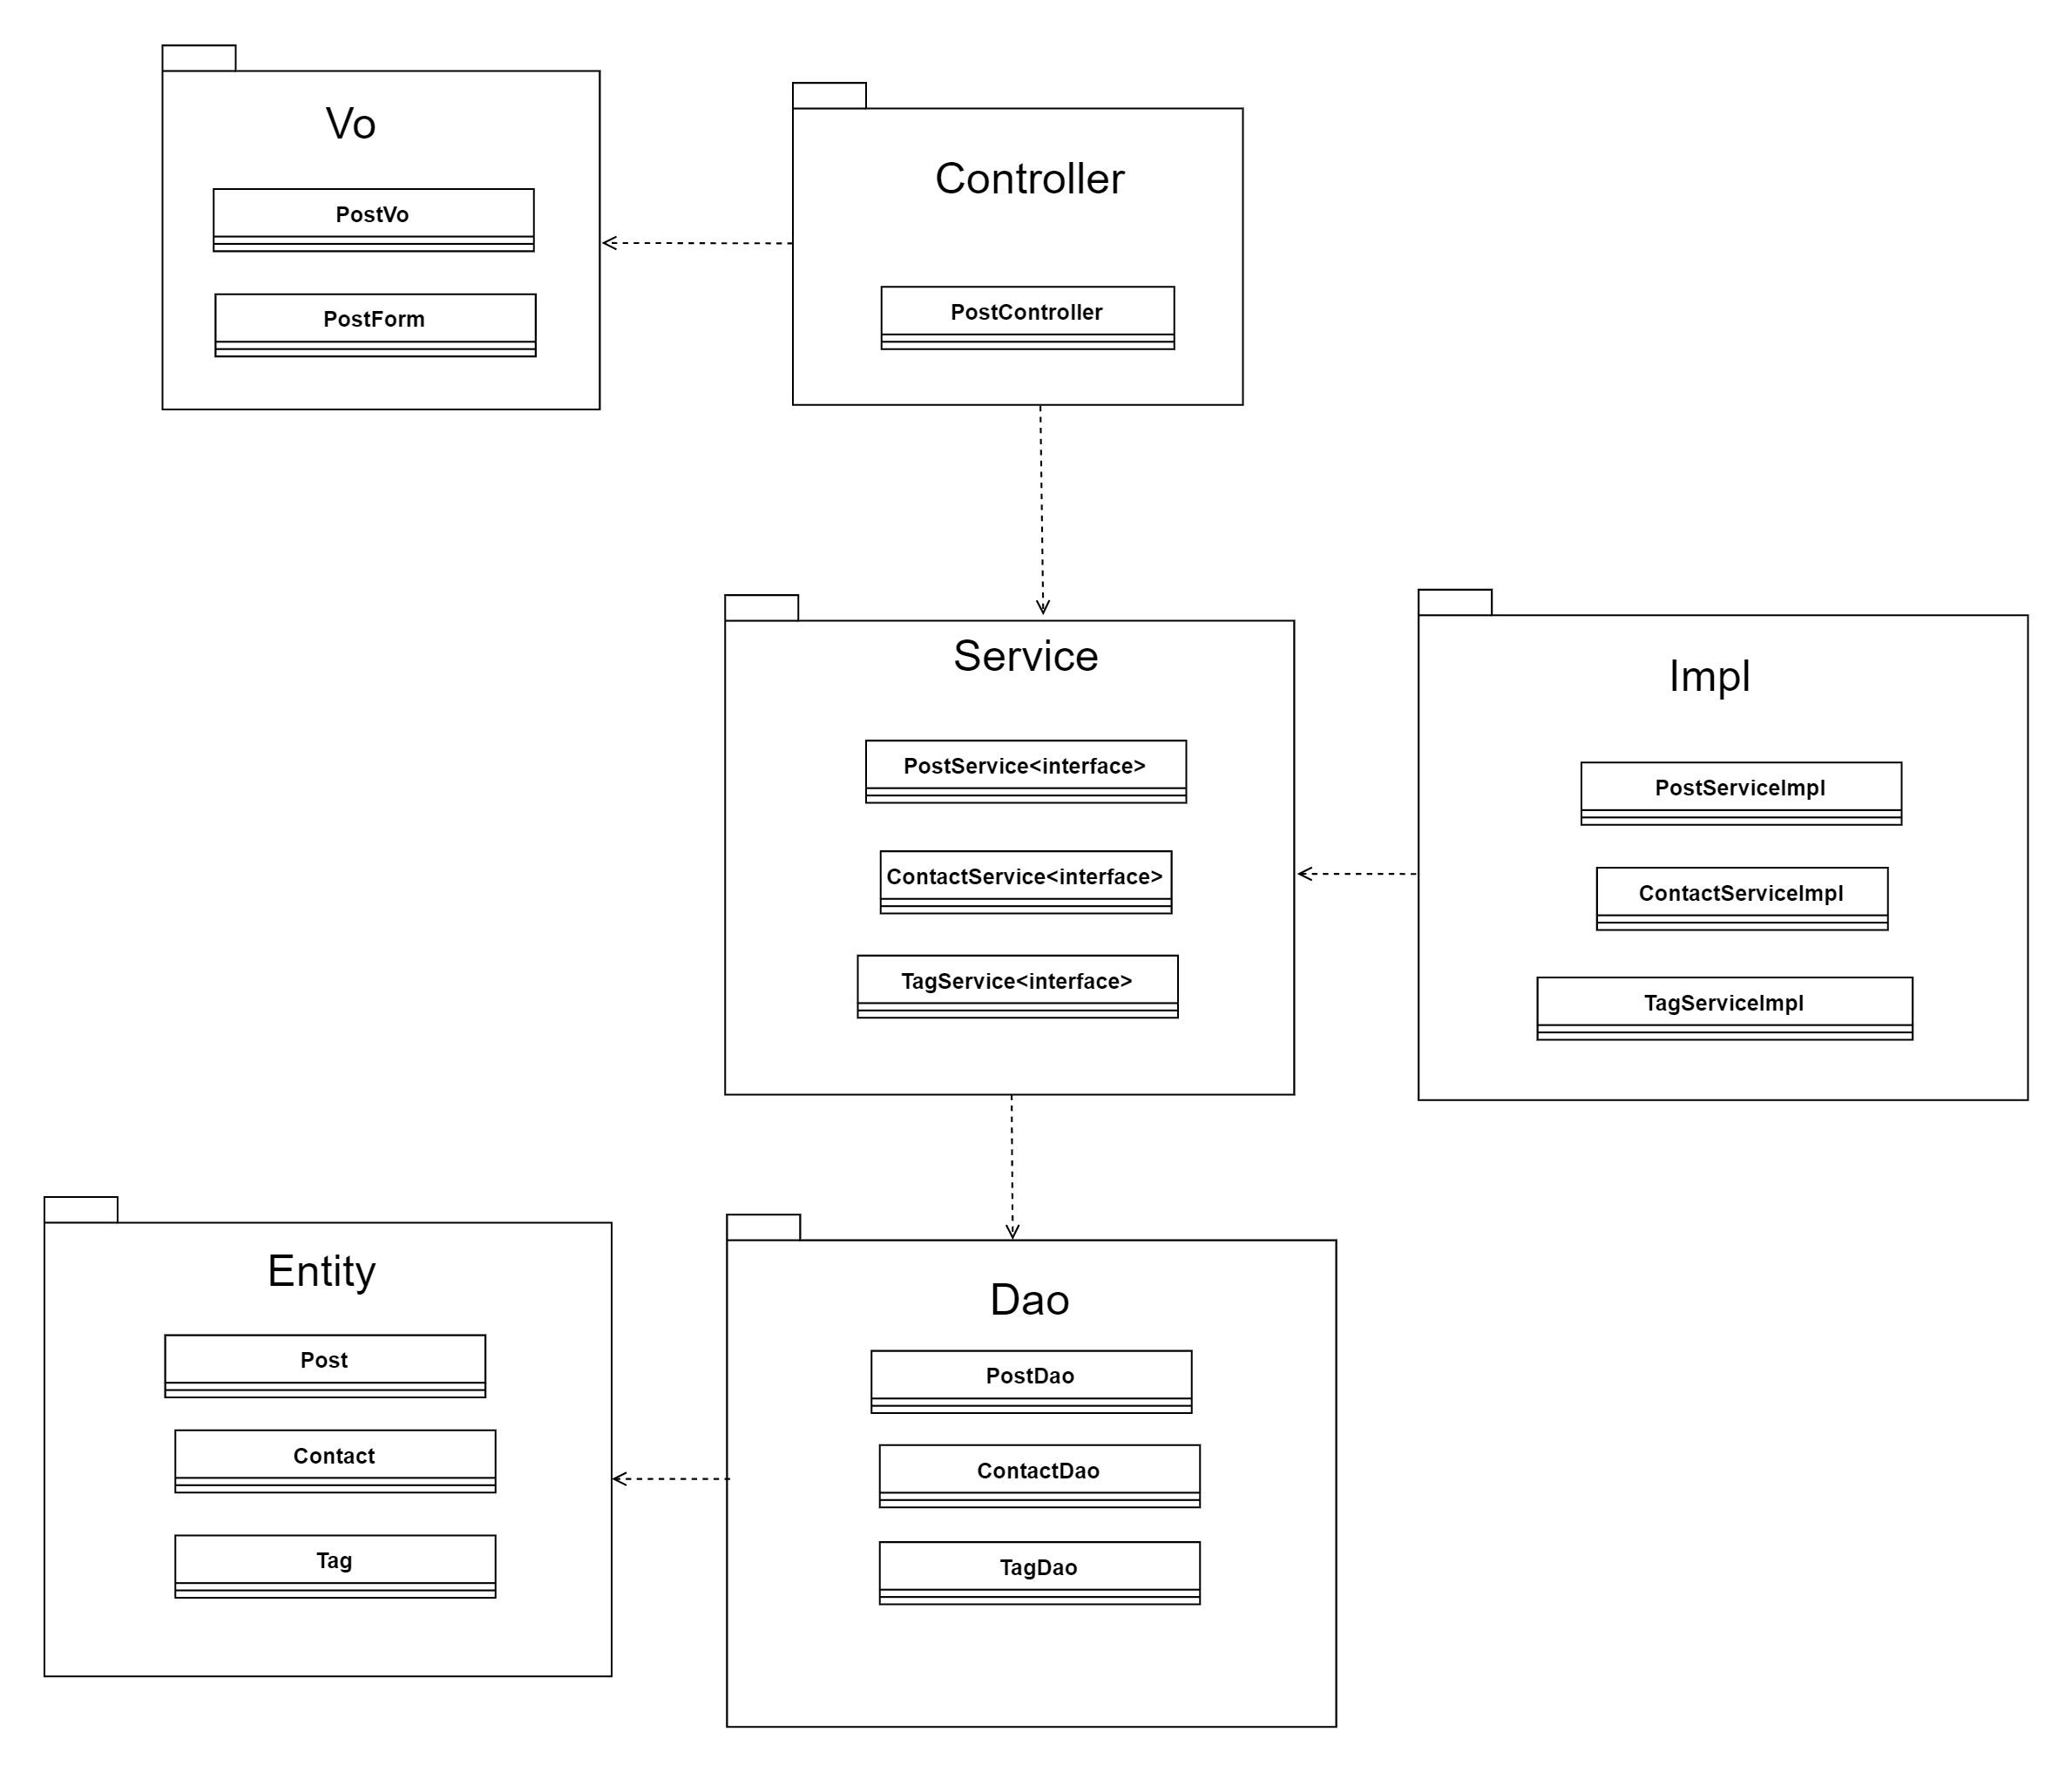 Vo
PostVo
PostForm
Controller
PostController
Service
PostService<interface>
ContactService<interface>
TagService<interface>
Impl
PostServiceImpl
ContactServiceImpl
TagServiceImpl
Entity
Post
Contact
Tag
Dao
PostDao
ContactDao
TagDao